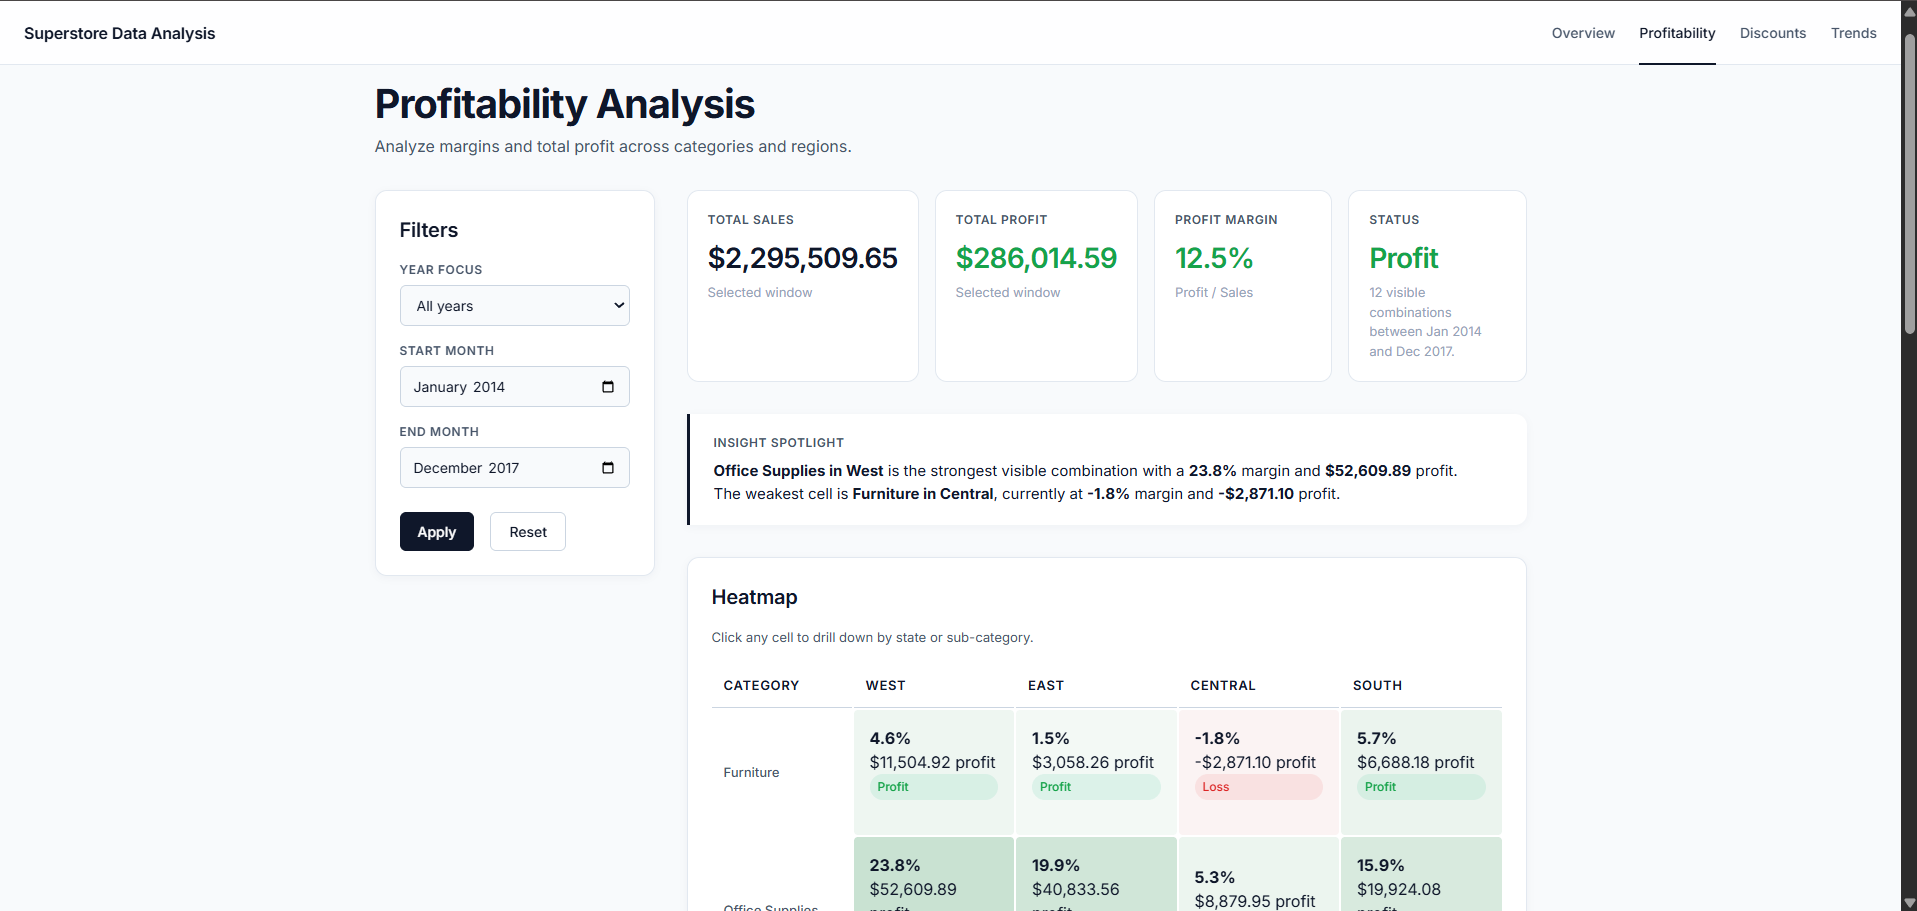 Superstore Data Analysis
Overview
Profitability
Discounts
Trends
Profitability Analysis
Analyze margins and total profit across categories and regions.
Filters
YEAR FOCUS
All years
START MONTH
January 2014
END MONTH
December 2017
Apply
Reset
TOTAL SALES
$2,295,509.65
Selected window
TOTAL PROFIT
$286,014.59
Selected window
PROFIT MARGIN
12.5%
Profit / Sales
STATUS
Profit
12 visible
combinations
between Jan 2014
and Dec 2017.
INSIGHT SPOTLIGHT
Office Supplies in West is the strongest visible combination with a 23.8% margin and $52,609.89 profit.
The weakest cell is Furniture in Central, currently at -1.8% margin and -$2,871.10 profit.
Heatmap
Click any cell to drill down by state or sub-category.
CATEGORY WEST EAST CENTRAL SOUTH
Furniture
4.6%
$11,504.92 profit
Profit
1.5%
$3,058.26 profit
Profit
-1.8%
-$2,871.10 profit
Loss
5.7%
$6,688.18 profit
Profit
Office Supplies
23.8%
$52,609.89
profit
19.9%
$40,833.56
profit
5.3%
$8,879.95 profit
15.9%
$19,924.08
profit